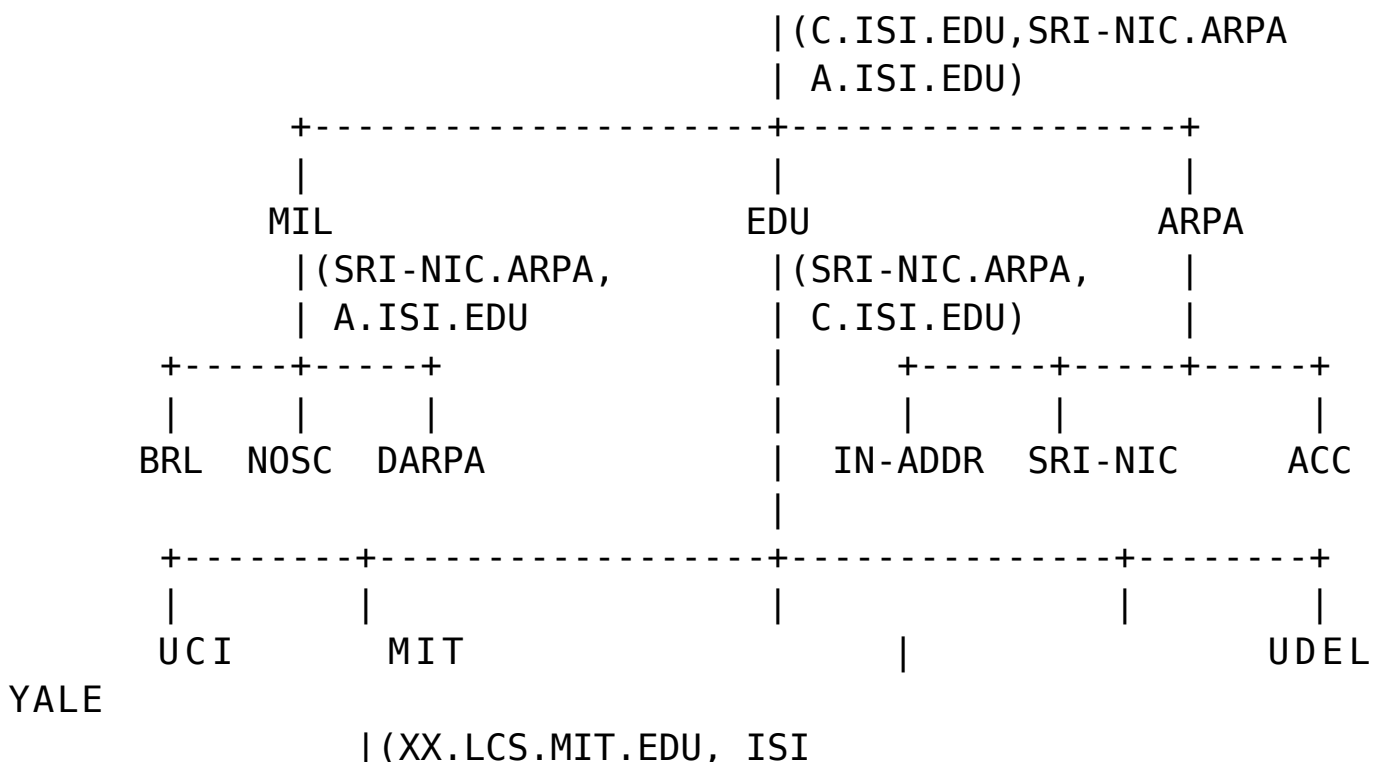 |(C.ISI.EDU,SRI-NIC.ARPA
| A.ISI.EDU)
+---------------------+------------------+
| | |
MIL EDU ARPA
|(SRI-NIC.ARPA, |(SRI-NIC.ARPA, |
| A.ISI.EDU | C.ISI.EDU) |
+-----+-----+ | +------+-----+-----+
| | | | | | |
BRL NOSC DARPA | IN-ADDR SRI-NIC ACC
|
+--------+------------------+---------------+--------+
| | | | |
UCI MIT | UDEL
YALE
|(XX.LCS.MIT.EDU, ISI